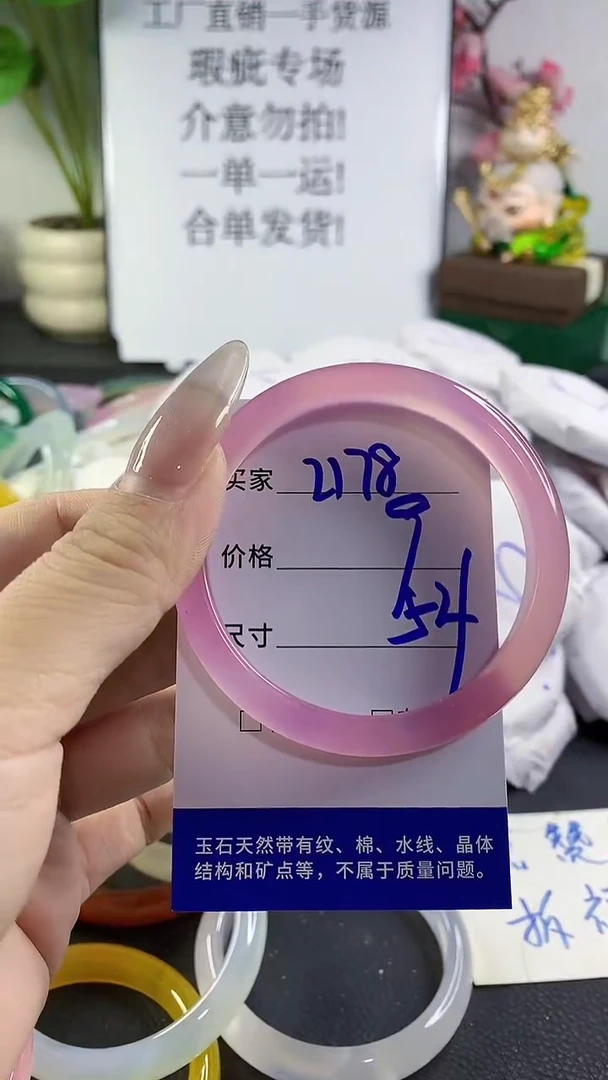 工厂直销一手货源
瑕疵专场
介意勿拍!
一单一运!
合单发货!
买家 2178
价格
尺寸 54
玉石天然带有纹、棉、水线、晶体
结构和矿点等，不属于质量问题。
拆